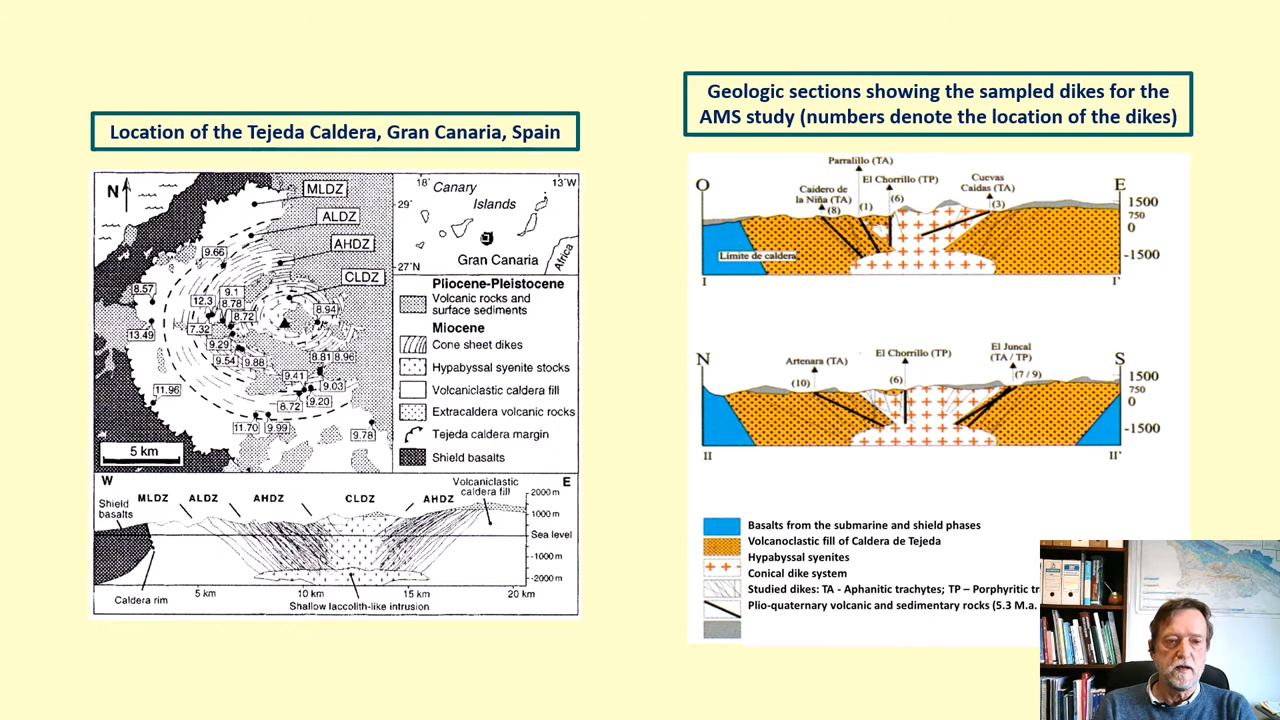 Location of the Tejeda Caldera, Gran Canaria, Spain
N
MLDZ
ALDZ
AHDZ
CLDZ
9.66
8.57
9.1
12.3
8.78
8.72
8.94
13.49
7.32
9.29
9.54
9.88
8.81
8.96
9.41
9.03
11.96
9.20
8.72
11.70
9.99
9.78
5 km
18°
Canary
13°W
29°
Islands
Gran Canaria
Africa
27°N
Pliocene-Pleistocene
Volcanic rocks and
surface sediments
Miocene
Cone sheet dikes
Hypabyssal syenite stocks
Volcaniclastic caldera fill
Extracaldera volcanic rocks
Tejeda caldera margin
Shield basalts
W
MLDZ
ALDZ
AHDZ
CLDZ
AHDZ
Volcaniclastic
caldera fill
E
Shield
basalts
2000 m
1000 m
Sea level
-1000 m
-2000 m
Caldera rim
5 km
10 km
15 km
20 km
Shallow laccolith-like intrusion
Geologic sections showing the sampled dikes for the
AMS study (numbers denote the location of the dikes)
Parralillo (TA)
O
El Chorrillo (TP)
Cuevas
Caidas (TA)
E
Caidero de
la Niña (TA)
(8)
(1)
(6)
(3)
1500
750
0
-1500
Límite de caldera
I
I'
N
Artenara (TA)
El Chorrillo (TP)
El Juncal
(TA / TP)
S
(10)
(6)
(7 / 9)
1500
750
0
-1500
II
II'
Basalts from the submarine and shield phases
Volcanoclastic fill of Caldera de Tejeda
Hypabyssal syenites
Conical dike system
Studied dikes: TA - Aphanitic trachytes; TP – Porphyritic
Plio-quaternary volcanic and sedimentary rocks (5.3 M.a.